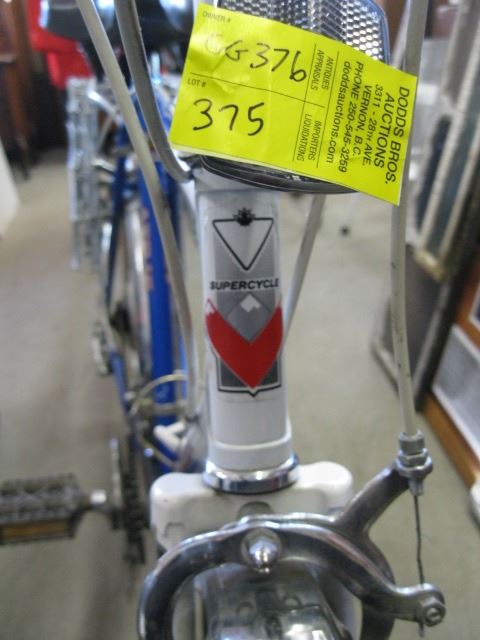 OWNER #
GG376
LOT #
375
ANTIQUES
APPRAISALS
IMPORTERS
LIQUIDATIONS
DODDS BROS.
AUCTIONS
3311 - 28TH AVE.
VERNON, B.C.
PHONE 250-545-3259
doddsauctions.com
SUPERCYCLE